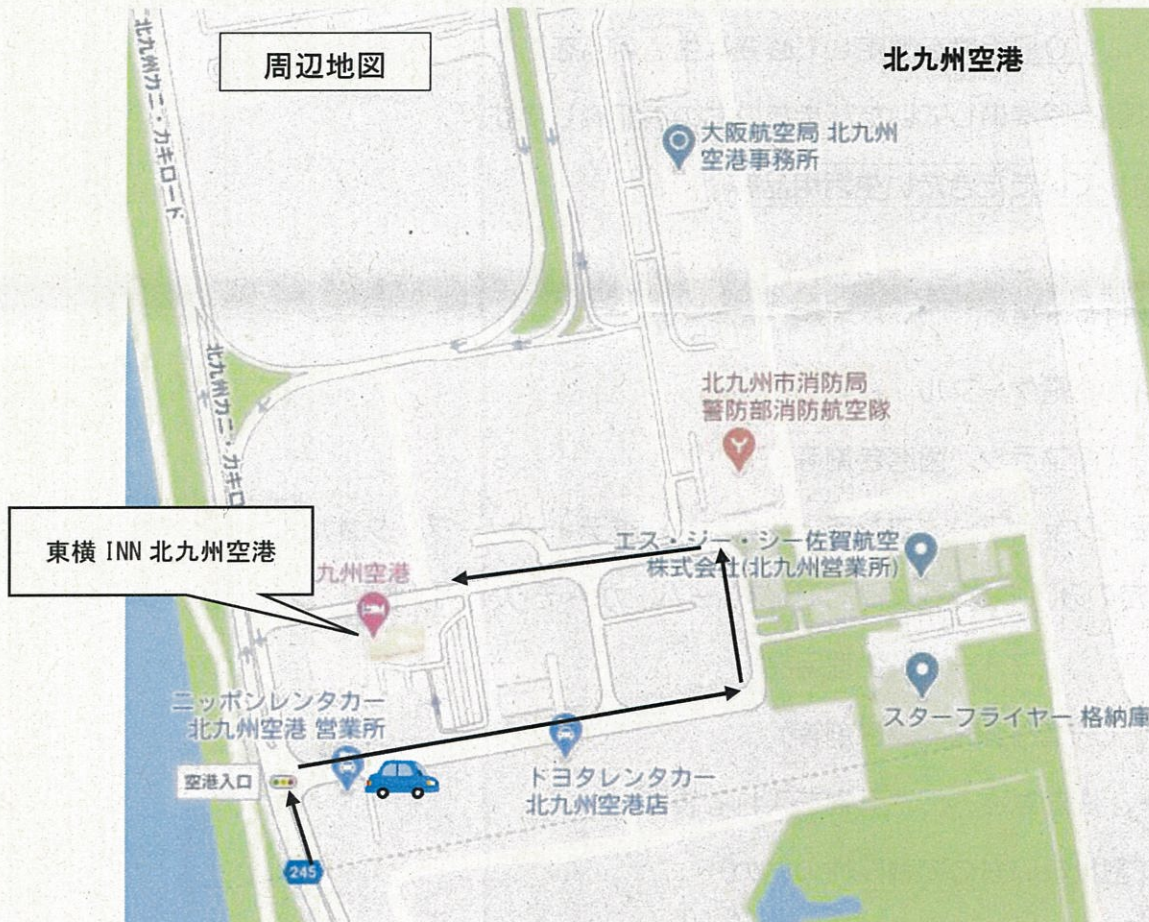 周辺地図
北九州空港
北九州カニ・カキロード
大阪航空局 北九州
空港事務所
北九州カニ・カキロ
北九州市消防局
警防部消防航空隊
東横 INN 北九州空港
九州空港
エス・ジー・シー佐賀航空
株式会社(北九州営業所)
ニッポンレンタカー
北九州空港 営業所
スターフライヤー 格納庫
空港入口
トヨタレンタカー
北九州空港店
245